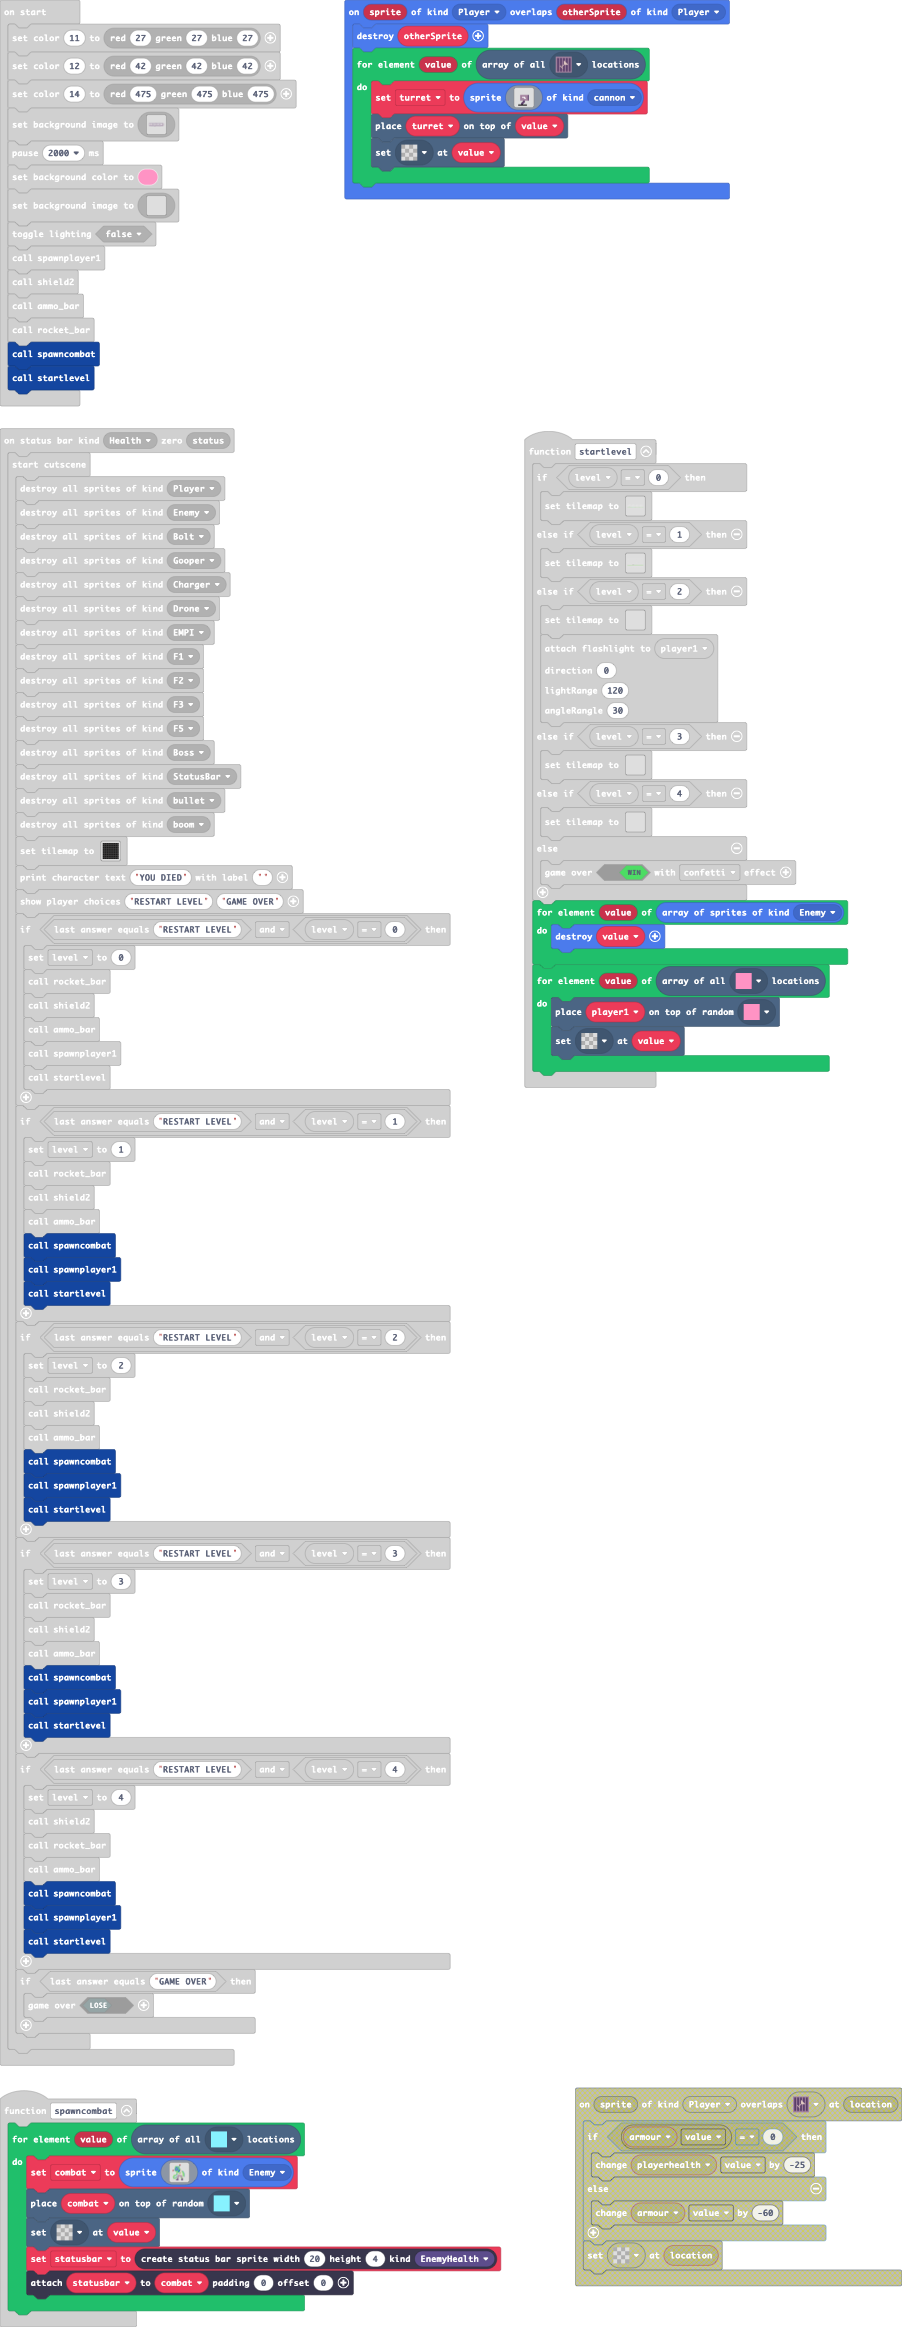 on start
set color 11 to red 27 green 27 blue 27
set color 12 to red 42 green 42 blue 42
set color 14 to red 475 green 475 blue 475
set background image to
pause 2000 ms
set background color to
set background image to
toggle lighting false
call spawnplayer1
call shield2
call ammo_bar
call rocket_bar
call spawncombat
call startlevel
on sprite of kind Player overlaps otherSprite of kind Player
destroy otherSprite
for element value of array of all locations
do
set turret to sprite of kind cannon
place turret on top of value
set at value
on status bar kind Health zero status
start cutscene
destroy all sprites of kind Player
destroy all sprites of kind Enemy
destroy all sprites of kind Bolt
destroy all sprites of kind Gooper
destroy all sprites of kind Charger
destroy all sprites of kind Drone
destroy all sprites of kind EMPI
destroy all sprites of kind F1
destroy all sprites of kind F2
destroy all sprites of kind F3
destroy all sprites of kind F5
destroy all sprites of kind Boss
destroy all sprites of kind StatusBar
destroy all sprites of kind bullet
destroy all sprites of kind boom
set tilemap to
print character text "YOU DIED" with label ""
show player choices "RESTART LEVEL" "GAME OVER"
if last answer equals "RESTART LEVEL" and level = 0 then
set level to 0
call rocket_bar
call shield2
call ammo_bar
call spawnplayer1
call startlevel
if last answer equals "RESTART LEVEL" and level = 1 then
set level to 1
call rocket_bar
call shield2
call ammo_bar
call spawncombat
call spawnplayer1
call startlevel
if last answer equals "RESTART LEVEL" and level = 2 then
set level to 2
call rocket_bar
call shield2
call ammo_bar
call spawncombat
call spawnplayer1
call startlevel
if last answer equals "RESTART LEVEL" and level = 3 then
set level to 3
call rocket_bar
call shield2
call ammo_bar
call spawncombat
call spawnplayer1
call startlevel
if last answer equals "RESTART LEVEL" and level = 4 then
set level to 4
call shield2
call rocket_bar
call ammo_bar
call spawncombat
call spawnplayer1
call startlevel
if last answer equals "GAME OVER" then
game over LOSE
function startlevel
if level = 0 then
set tilemap to
else if level = 1 then
set tilemap to
else if level = 2 then
set tilemap to
attach flashlight to player1
direction 0
lightRange 120
angleRange 30
else if level = 3 then
set tilemap to
else if level = 4 then
set tilemap to
else
game over WIN with confetti effect
for element value of array of sprites of kind Enemy
do destroy value
for element value of array of all locations
do
place player1 on top of random
set at value
function spawncombat
for element value of array of all locations
do
set combat to sprite of kind Enemy
place combat on top of random
set at value
set statusbar to create status bar sprite width 20 height 4 kind EnemyHealth
attach statusbar to combat padding 0 offset 0
on sprite of kind Player overlaps at location
if armour value = 0 then
change playerhealth value by -25
else
change armour value by -60
set at location